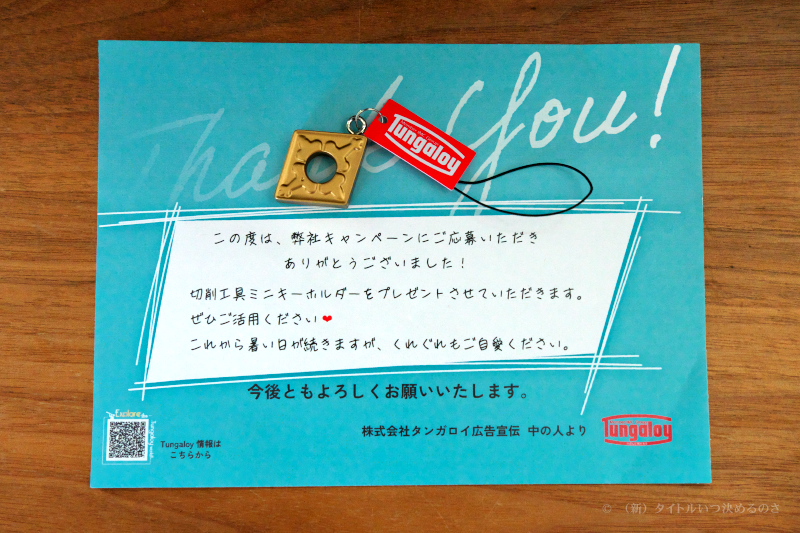 Thank You!
Tungaloy
この度は、弊社キャンペーンにご応募いただき
ありがとうございました！
切削工具ミニキーホルダーをプレゼントさせていただきます。
ぜひご活用ください❤
これから暑い日が続きますが、くれぐれもご自愛ください。
今後ともよろしくお願いいたします。
株式会社タンガロイ広告宣伝 中の人より
Tungaloy
Explore
Tungaloy 情報は
こちらから
© （新）タイトルいつ決めるのさ